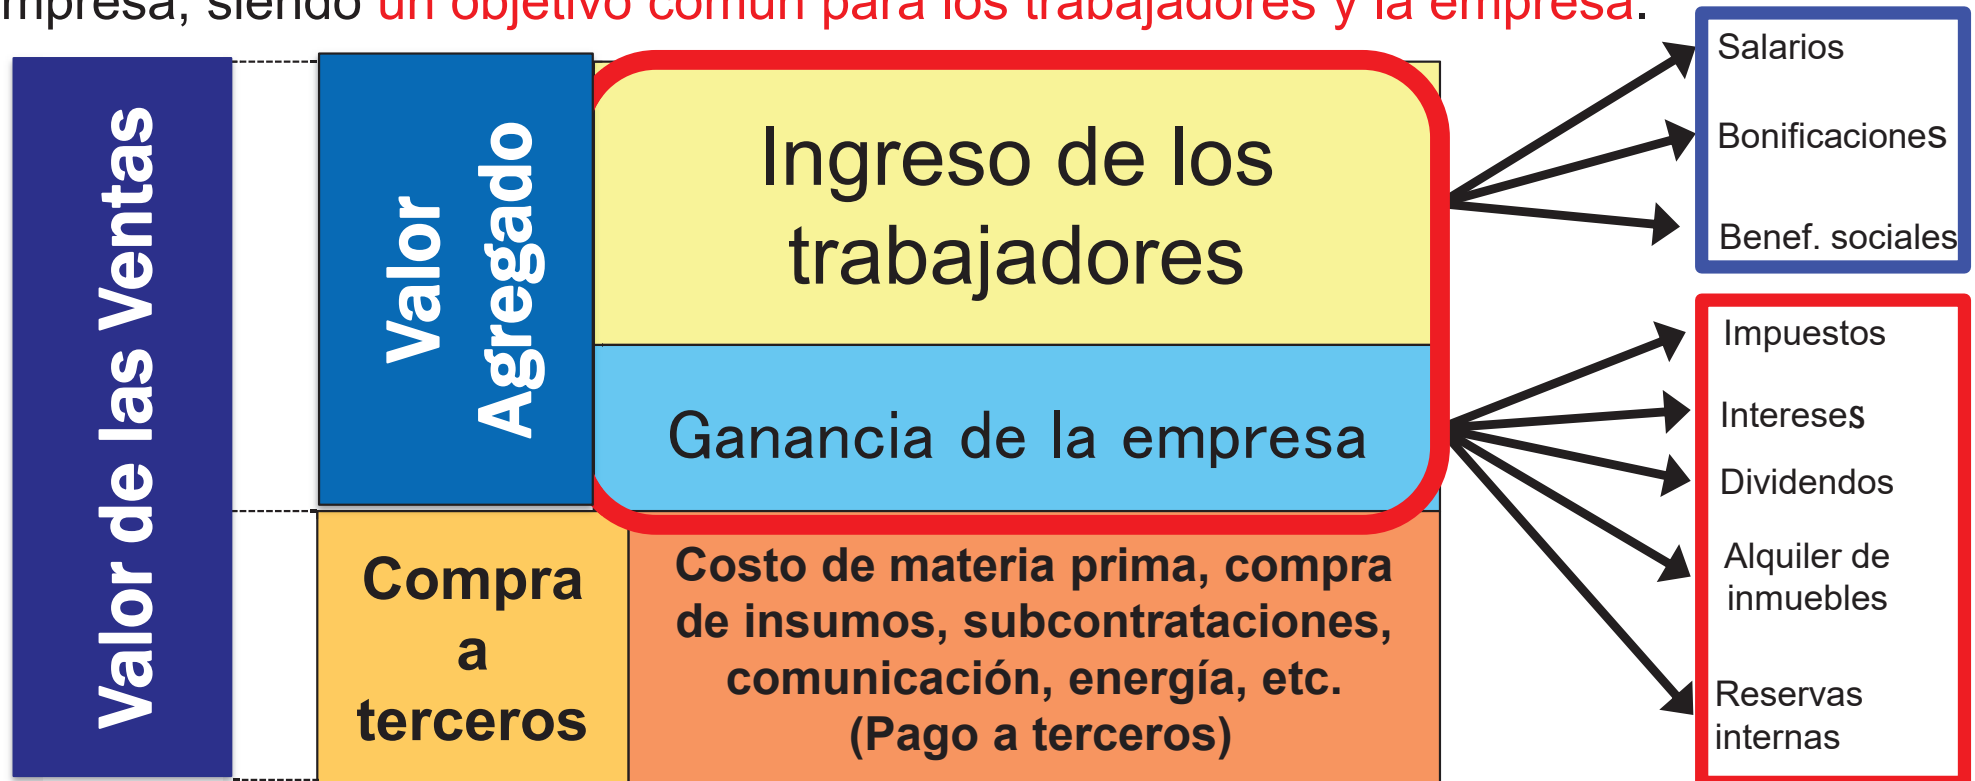 mpresa, siendo un objetivo común para los trabajadores y la empresa.
Valor de las Ventas
Valor
Agregado
Ingreso de los
trabajadores
Ganancia de la empresa
Compra
a
terceros
Costo de materia prima, compra
de insumos, subcontrataciones,
comunicación, energía, etc.
(Pago a terceros)
Salarios
Bonificaciones
Benef. sociales
Impuestos
Intereses
Dividendos
Alquiler de
inmuebles
Reservas
internas